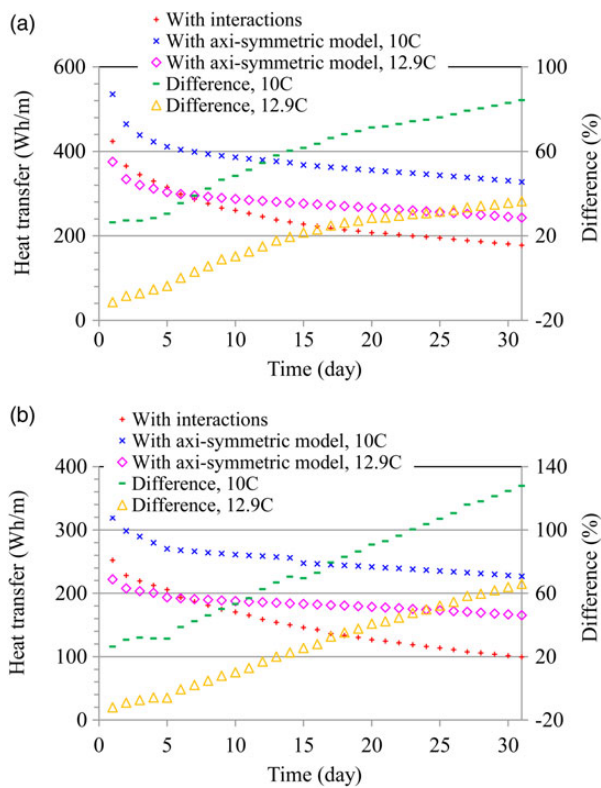 (a)
With interactions
With axi-symmetric model, 10C
With axi-symmetric model, 12.9C
Difference, 10C
Difference, 12.9C
600
400
200
0
Heat transfer (Wh/m)
100
60
20
-20
Difference (%)
0 5 10 15 20 25 30
Time (day)
(b)
With interactions
With axi-symmetric model, 10C
With axi-symmetric model, 12.9C
Difference, 10C
Difference, 12.9C
400
300
200
100
0
Heat transfer (Wh/m)
140
100
60
20
-20
Difference (%)
0 5 10 15 20 25 30
Time (day)